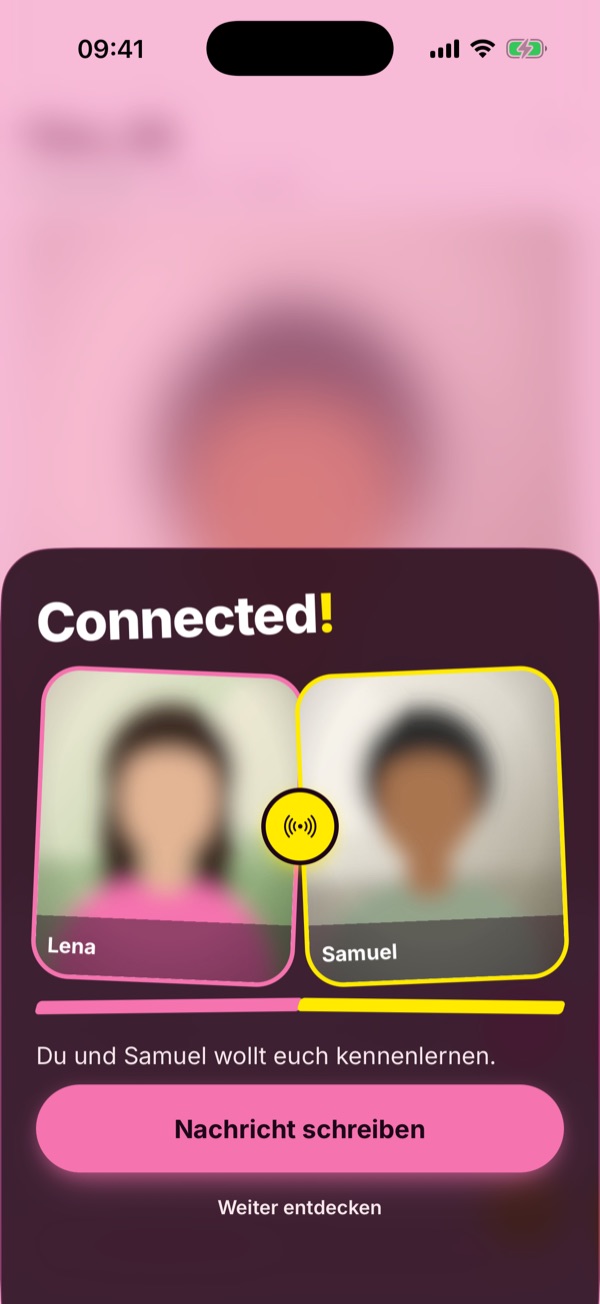 09:41
Connected!
Lena
Samuel
Du und Samuel wollt euch kennenlernen.
Nachricht schreiben
Weiter entdecken